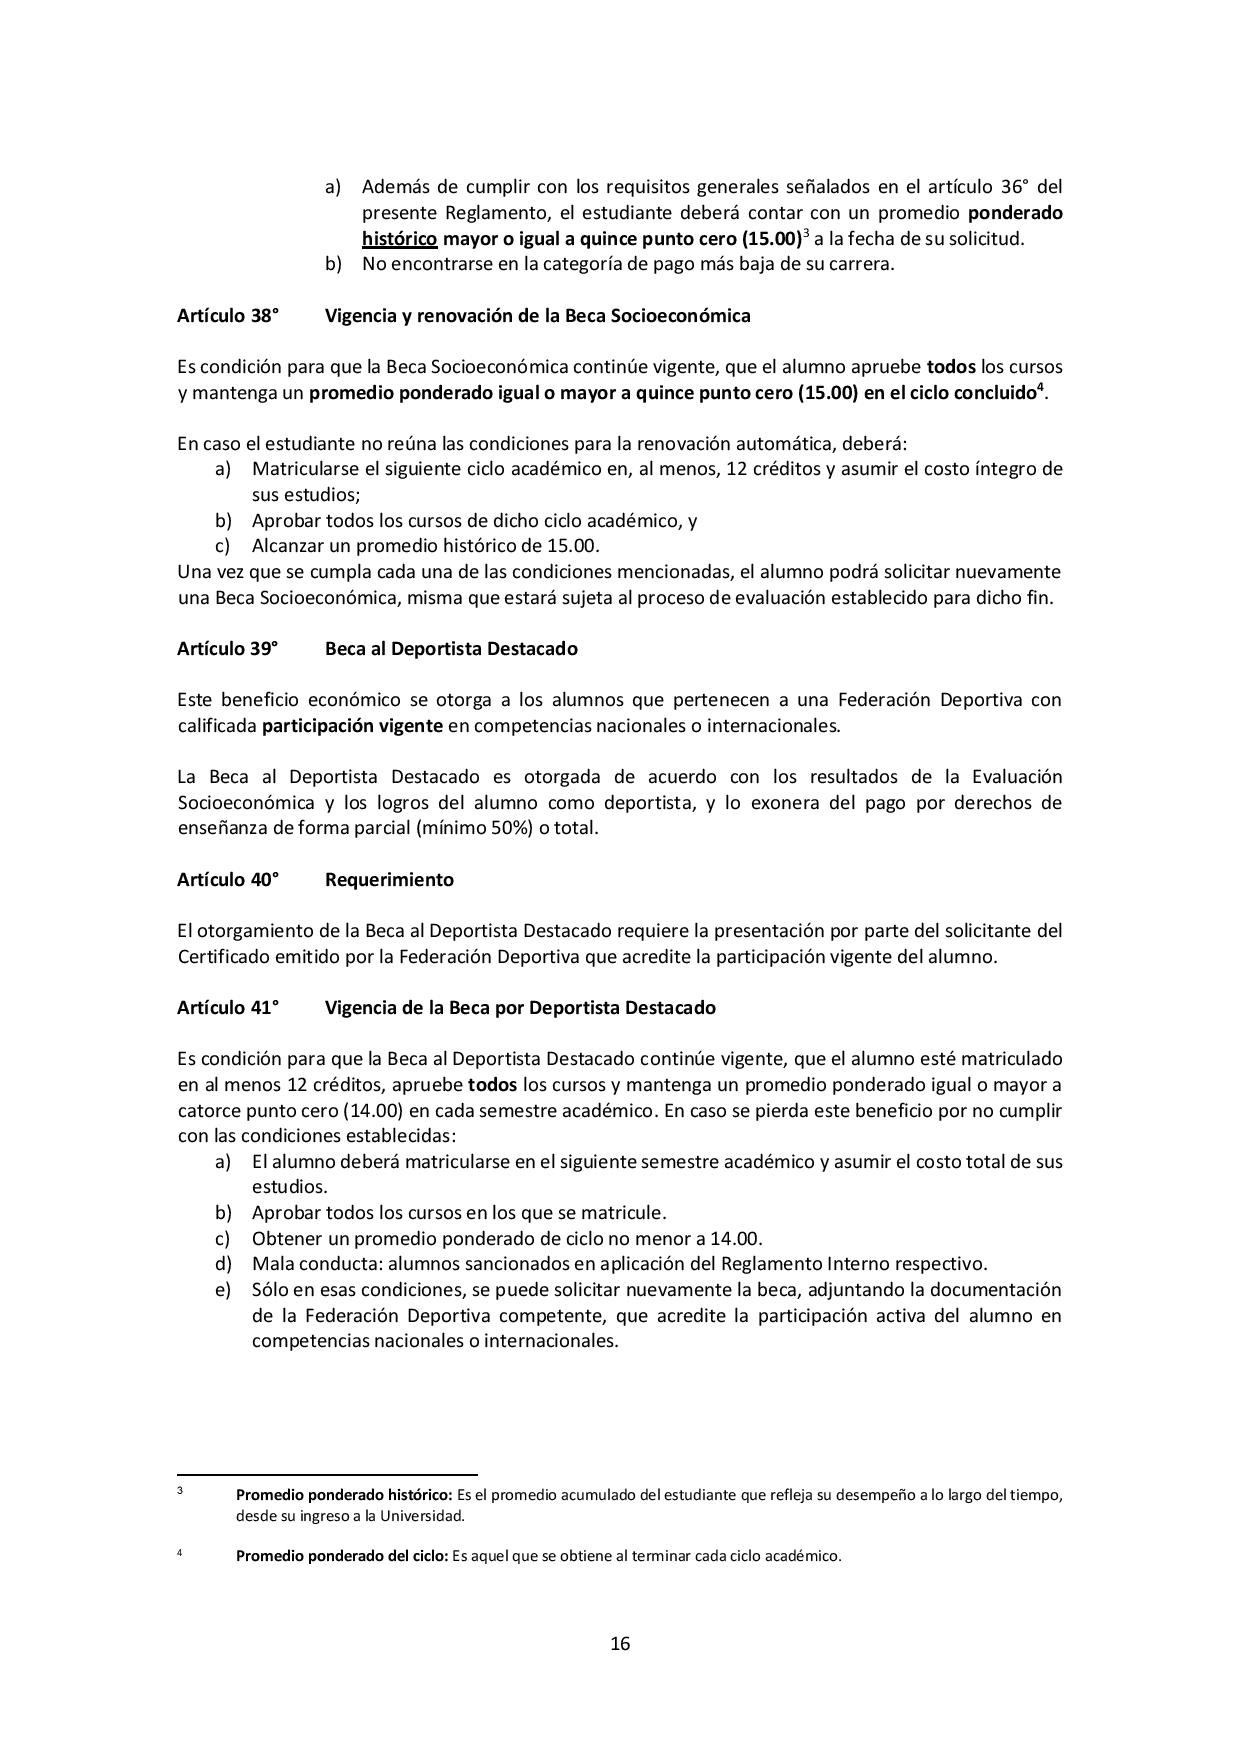 a) Además de cumplir con los requisitos generales señalados en el artículo 36° del
presente Reglamento, el estudiante deberá contar con un promedio ponderado
histórico mayor o igual a quince punto cero (15.00)3 a la fecha de su solicitud.
b) No encontrarse en la categoría de pago más baja de su carrera.
Artículo 38° Vigencia y renovación de la Beca Socioeconómica
Es condición para que la Beca Socioeconómica continúe vigente, que el alumno apruebe todos los cursos
y mantenga un promedio ponderado igual o mayor a quince punto cero (15.00) en el ciclo concluido4.
En caso el estudiante no reúna las condiciones para la renovación automática, deberá:
a) Matricularse el siguiente ciclo académico en, al menos, 12 créditos y asumir el costo íntegro de
sus estudios;
b) Aprobar todos los cursos de dicho ciclo académico, y
c) Alcanzar un promedio histórico de 15.00.
Una vez que se cumpla cada una de las condiciones mencionadas, el alumno podrá solicitar nuevamente
una Beca Socioeconómica, misma que estará sujeta al proceso de evaluación establecido para dicho fin.
Artículo 39° Beca al Deportista Destacado
Este beneficio económico se otorga a los alumnos que pertenecen a una Federación Deportiva con
calificada participación vigente en competencias nacionales o internacionales.
La Beca al Deportista Destacado es otorgada de acuerdo con los resultados de la Evaluación
Socioeconómica y los logros del alumno como deportista, y lo exonera del pago por derechos de
enseñanza de forma parcial (mínimo 50%) o total.
Artículo 40° Requerimiento
El otorgamiento de la Beca al Deportista Destacado requiere la presentación por parte del solicitante del
Certificado emitido por la Federación Deportiva que acredite la participación vigente del alumno.
Artículo 41° Vigencia de la Beca por Deportista Destacado
Es condición para que la Beca al Deportista Destacado continúe vigente, que el alumno esté matriculado
en al menos 12 créditos, apruebe todos los cursos y mantenga un promedio ponderado igual o mayor a
catorce punto cero (14.00) en cada semestre académico. En caso se pierda este beneficio por no cumplir
con las condiciones establecidas:
a) El alumno deberá matricularse en el siguiente semestre académico y asumir el costo total de sus
estudios.
b) Aprobar todos los cursos en los que se matricule.
c) Obtener un promedio ponderado de ciclo no menor a 14.00.
d) Mala conducta: alumnos sancionados en aplicación del Reglamento Interno respectivo.
e) Sólo en esas condiciones, se puede solicitar nuevamente la beca, adjuntando la documentación
de la Federación Deportiva competente, que acredite la participación activa del alumno en
competencias nacionales o internacionales.
3 Promedio ponderado histórico: Es el promedio acumulado del estudiante que refleja su desempeño a lo largo del tiempo,
desde su ingreso a la Universidad.
4 Promedio ponderado del ciclo: Es aquel que se obtiene al terminar cada ciclo académico.
16